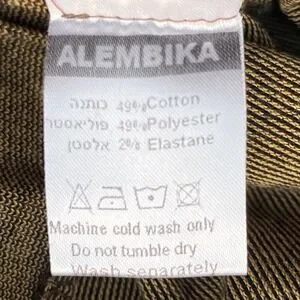 ALEMBIKA
כותנה 49%Cotton
פוליאסטר 49%Polyester
אלסטן 2% Elastane
Machine cold wash only
Do not tumble dry
Wash separately